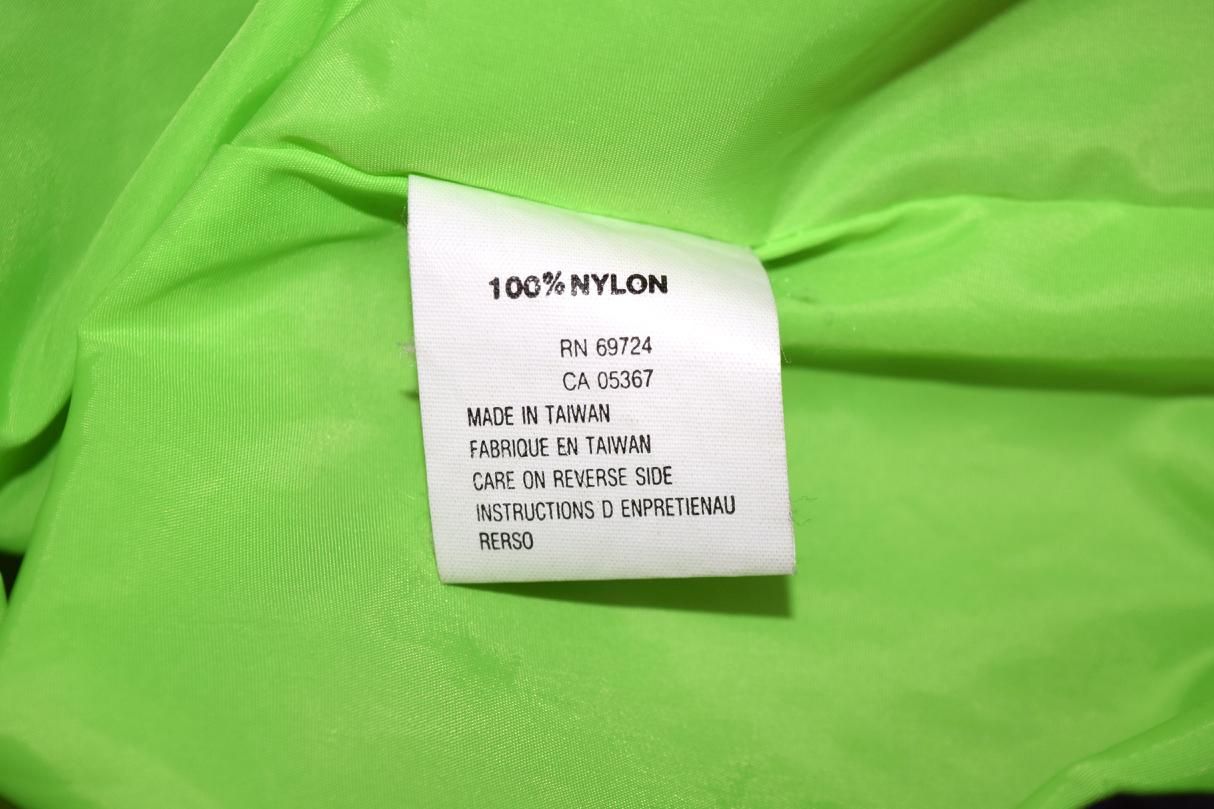 100% NYLON
RN 69724
CA 05367
MADE IN TAIWAN
FABRIQUE EN TAIWAN
CARE ON REVERSE SIDE
INSTRUCTIONS D ENPRETIENAU
RERSO